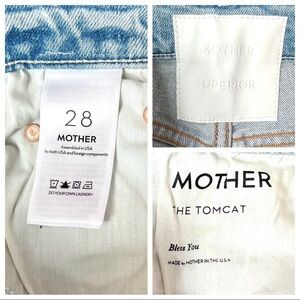 28
MOTHER
Assembled in USA
by both USA and foreign components
DO YOUR OWN LAUNDRY
MOTHER
SUPERIOR
MOTHER
THE TOMCAT
Bless You
MADE by MOTHER IN THE U.S.A